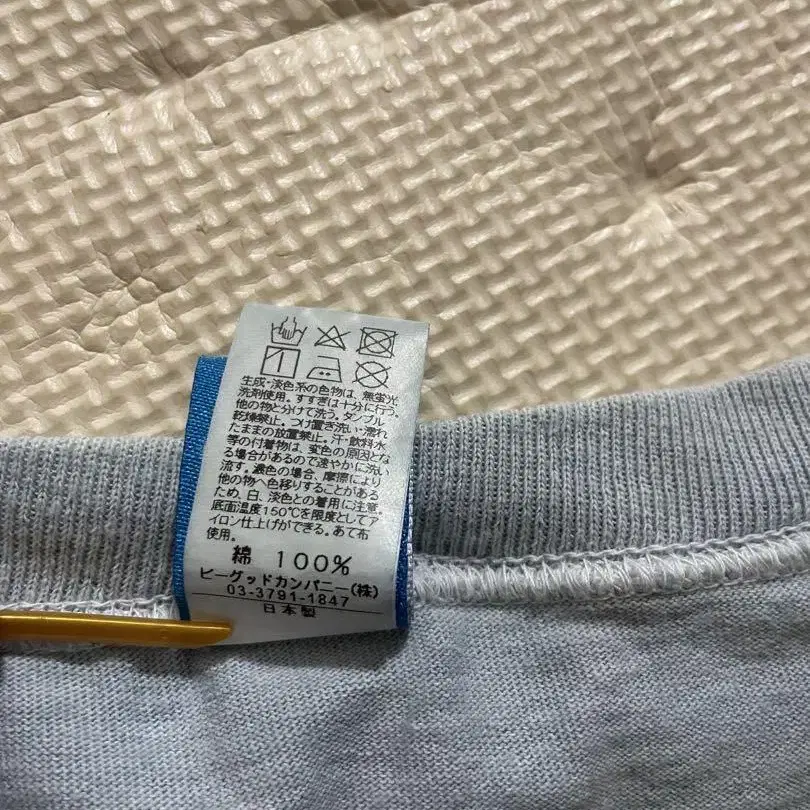 生成・淡色系の色物は、無蛍光
洗剤使用。すすぎは十分に行う。
他の物と分けて洗う。タンブル
乾燥禁止。つけ置き洗い・濡れ
たままの放置禁止。汗・飲料水
等の付着物は、変色の原因とな
る場合があるので速やかに洗い
流す。濃色の場合、摩擦により
他の物へ色移りすることがある
ため、白、淡色との着用に注意。
底面温度150℃を限度としてア
イロン仕上げができる。あて布
使用。
綿 100%
ビーグッドカンパニー(株)
03-3791-1847
日本製